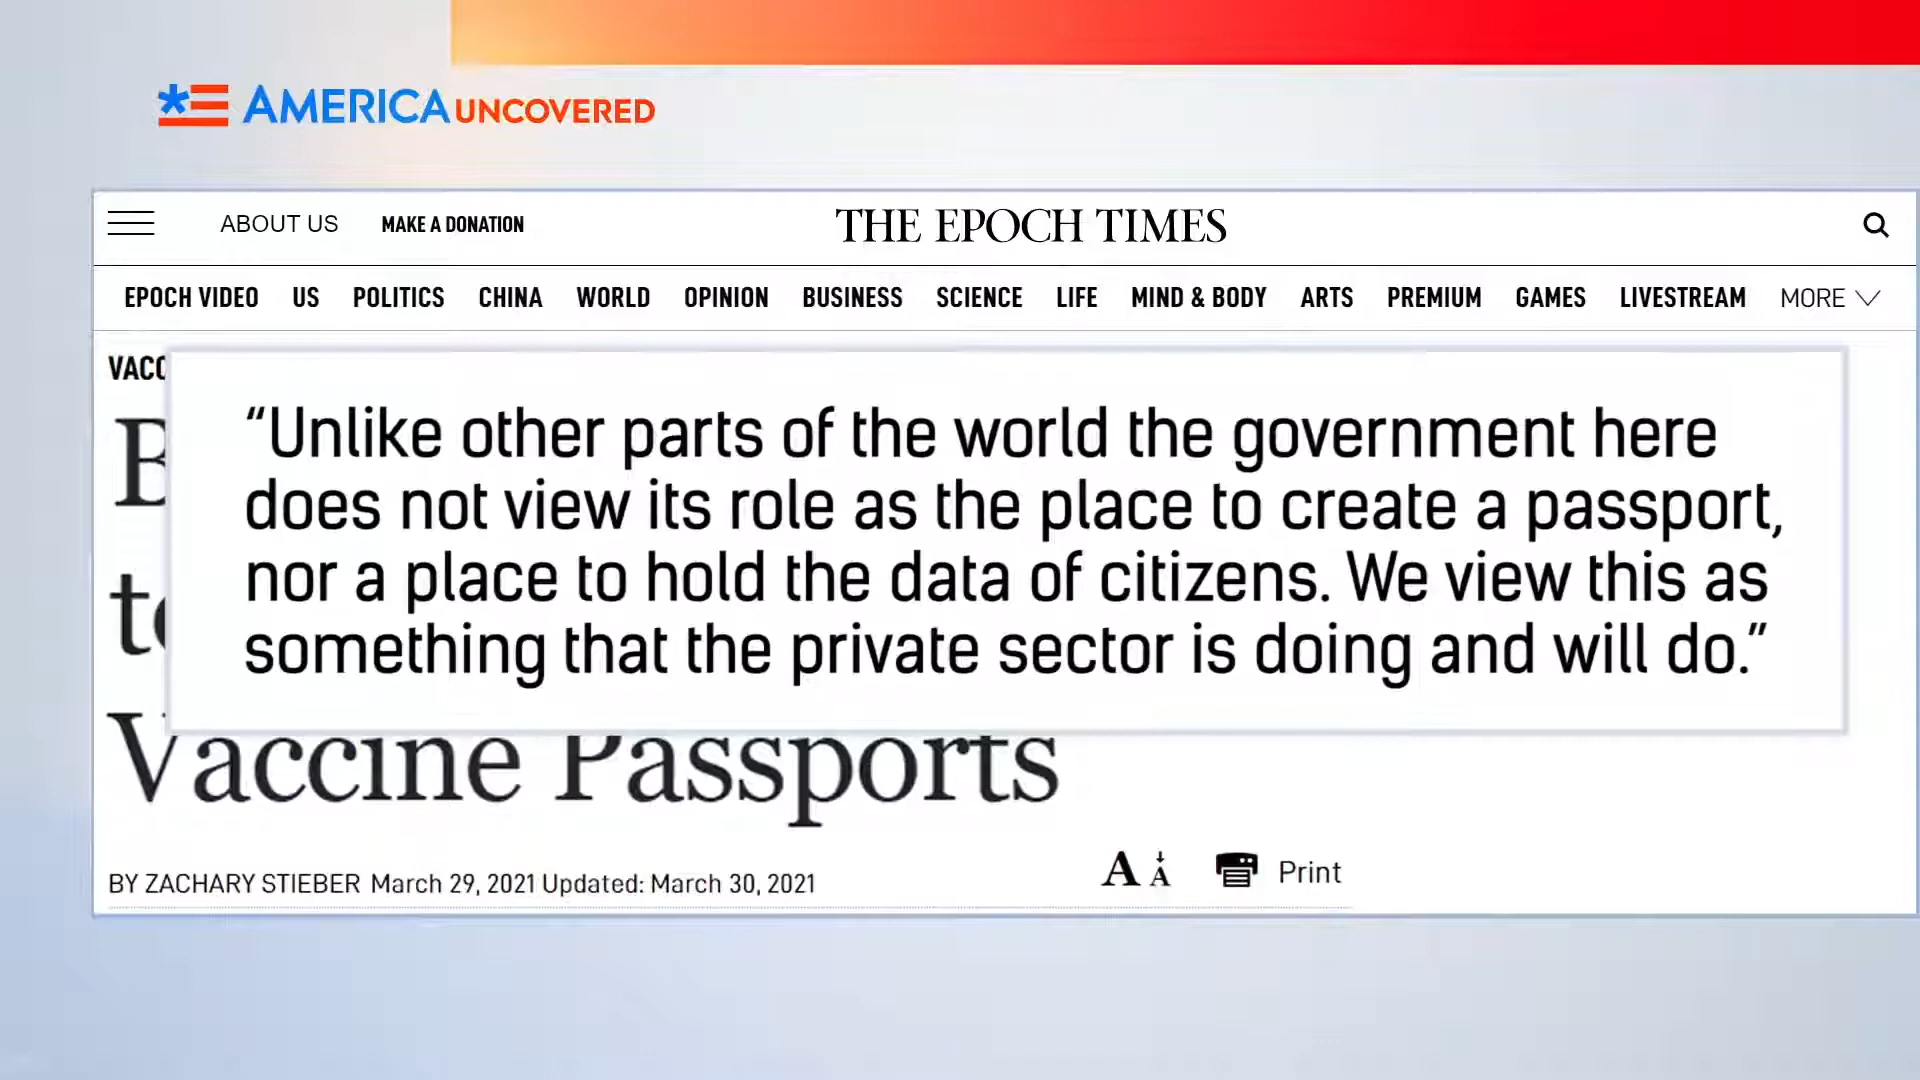 AMERICA UNCOVERED
ABOUT US MAKE A DONATION THE EPOCH TIMES
EPOCH VIDEO US POLITICS CHINA WORLD OPINION BUSINESS SCIENCE LIFE MIND & BODY ARTS PREMIUM GAMES LIVESTREAM MORE
“Unlike other parts of the world the government here
does not view its role as the place to create a passport,
nor a place to hold the data of citizens. We view this as
something that the private sector is doing and will do.”
Vaccine Passports
BY ZACHARY STIEBER March 29, 2021 Updated: March 30, 2021 A A Print